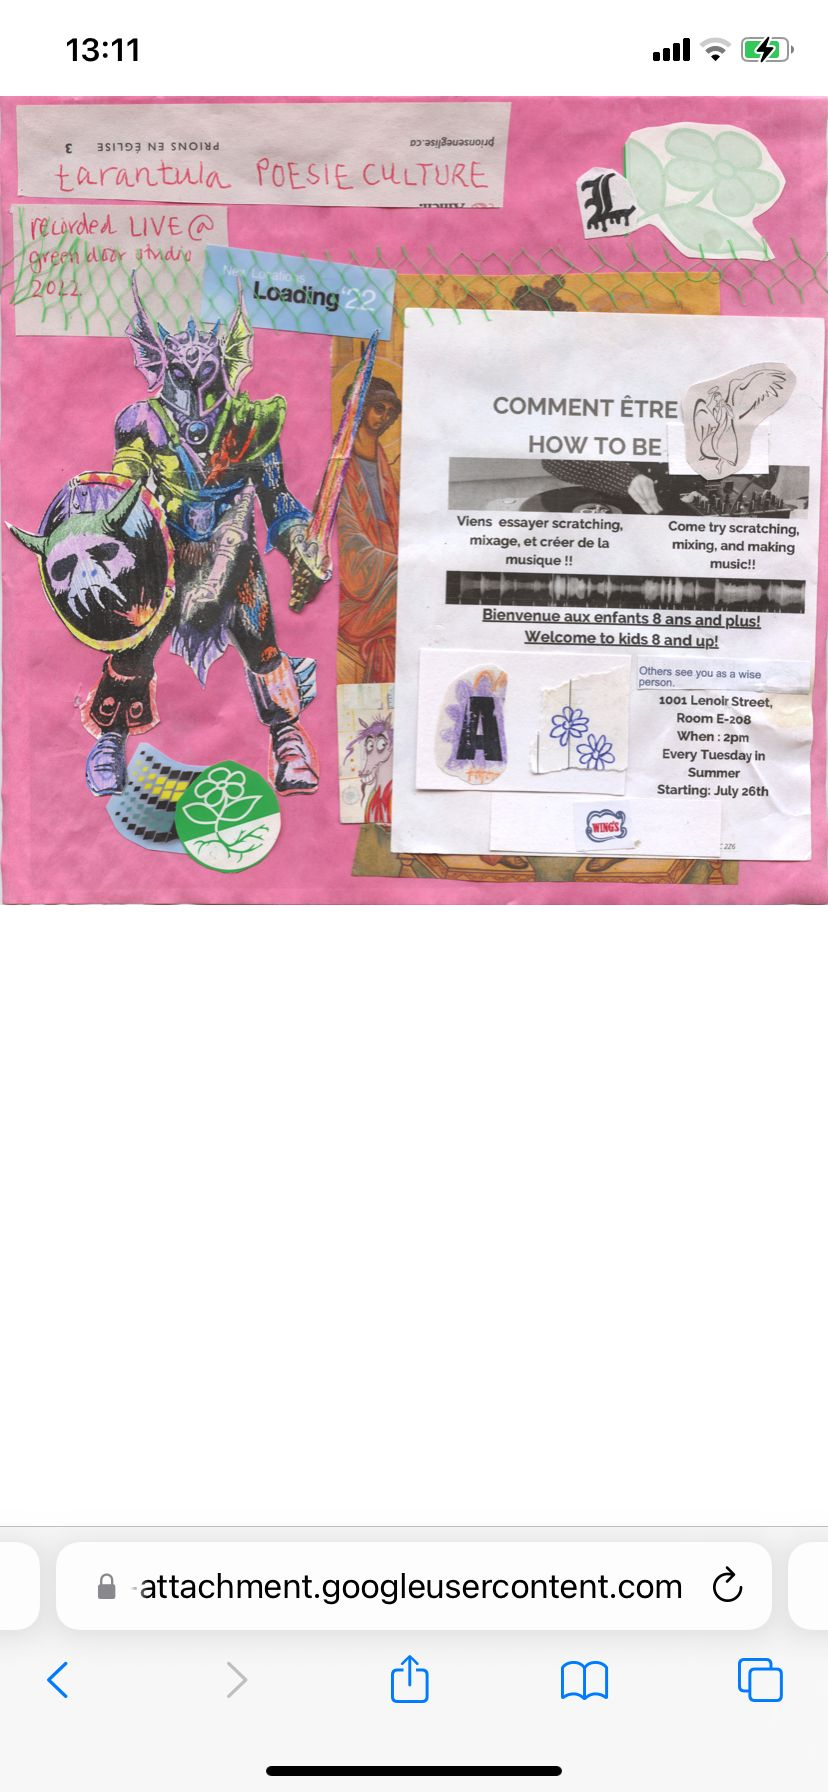 13:11
3 PRIONS EN ÉGLISE
prionseneglise.ca
tarantula POESIE CULTURE
L
recorded LIVE @
green door studio
2022
New Locations
Loading '22
COMMENT ÊTRE
HOW TO BE
Viens essayer scratching,
mixage, et créer de la
musique !!
Come try scratching,
mixing, and making
music!!
Bienvenue aux enfants 8 ans and plus!
Welcome to kids 8 and up!
Others see you as a wise
person.
A
1001 Lenoir Street,
Room E-208
When : 2pm
Every Tuesday in
Summer
Starting: July 26th
WING'S
226
-attachment.googleusercontent.com